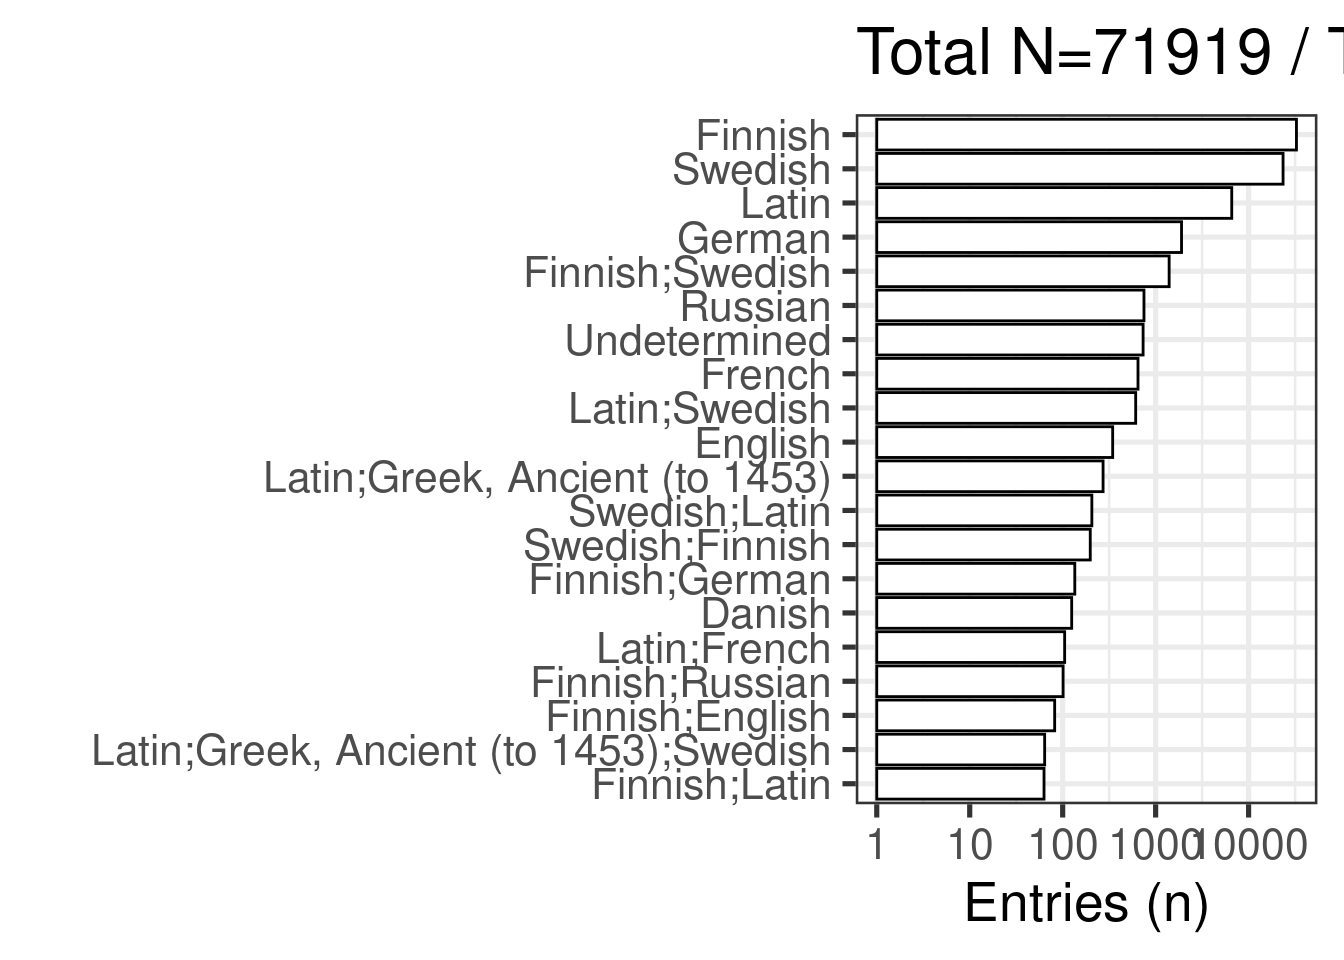 Total N=71919 / T
Finnish
Swedish
Latin
German
Finnish;Swedish
Russian
Undetermined
French
Latin;Swedish
English
Latin;Greek, Ancient (to 1453)
Swedish;Latin
Swedish;Finnish
Finnish;German
Danish
Latin;French
Finnish;Russian
Finnish;English
Latin;Greek, Ancient (to 1453);Swedish
Finnish;Latin
1 10 100 1000 10000
Entries (n)